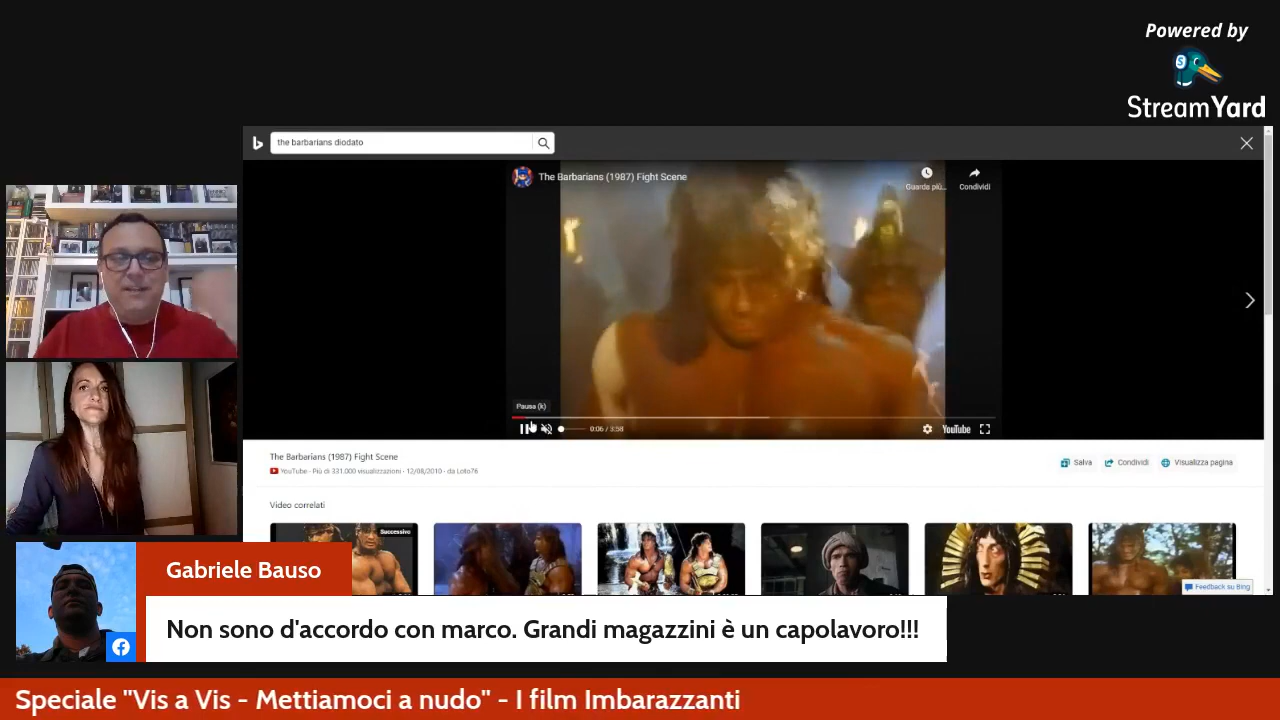 Powered by
StreamYard
the barbarians diodato
The Barbarians (1987) Fight Scene
Guarda più...
Condividi
Pausa (k)
0:06 / 3:58
YouTube
The Barbarians (1987) Fight Scene
YouTube · Più di 331.000 visualizzazioni · 12/08/2010 · da Loto76
Salva
Condividi
Visualizza pagina
Video correlati
Successivo
Feedback su Bing
Gabriele Bauso
Non sono d'accordo con marco. Grandi magazzini è un capolavoro!!!
Speciale "Vis a Vis - Mettiamoci a nudo" - I film Imbarazzanti